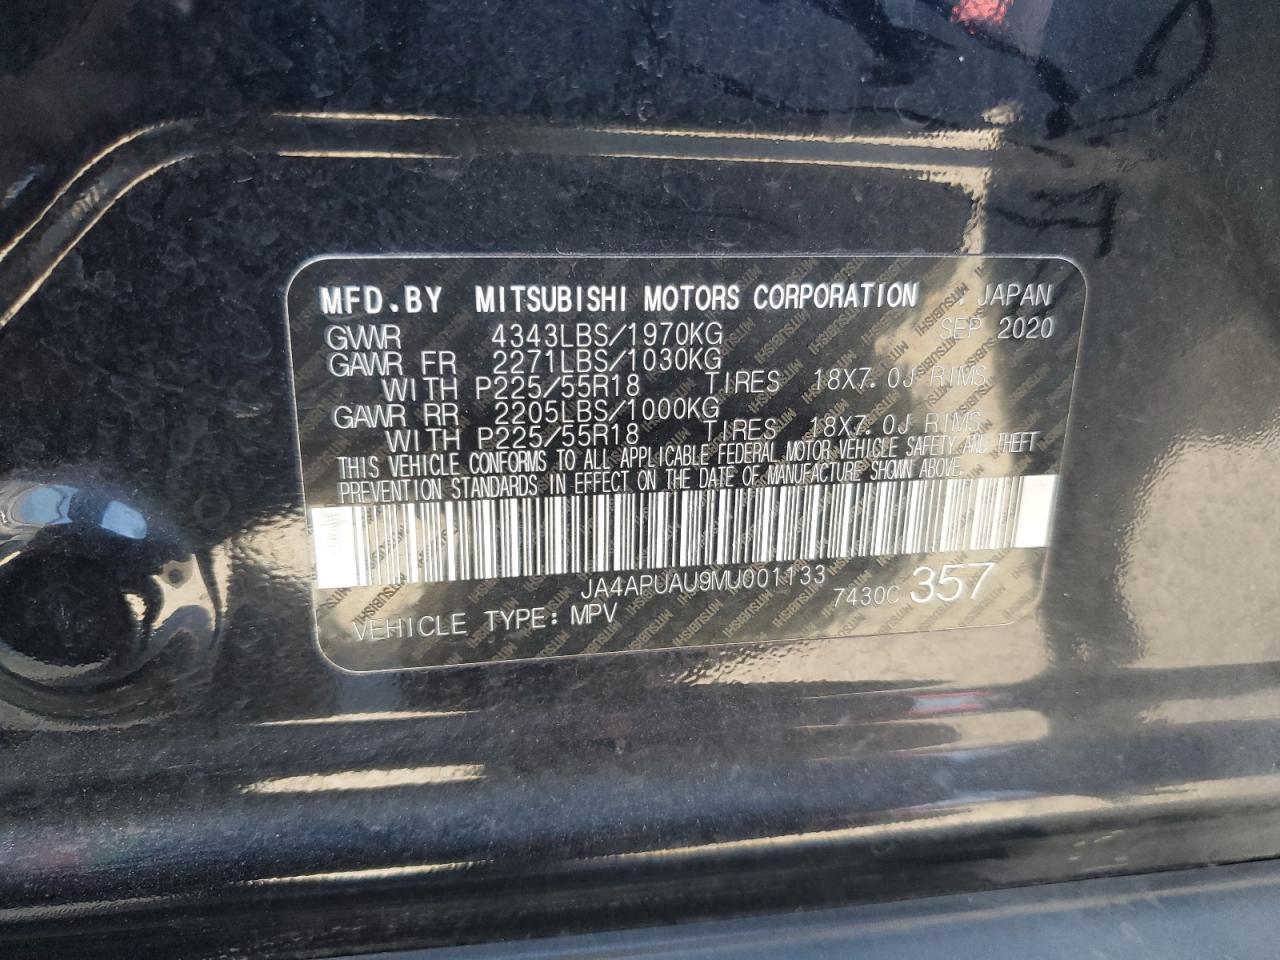 MFD.BY MITSUBISHI MOTORS CORPORATION JAPAN
GWWR 4343LBS/1970KG SEP 2020
GAWR FR 2271LBS/1030KG
WITH P225/55R18 TIRES 18X7.0J RIMS
GAWR RR 2205LBS/1000KG
WITH P225/55R18 TIRES 18X7.0J RIMS
THIS VEHICLE CONFORMS TO ALL APPLICABLE FEDERAL MOTOR VEHICLE SAFETY AND THEFT
PREVENTION STANDARDS IN EFFECT ON THE DATE OF MANUFACTURE SHOWN ABOVE.
JA4APUAU9MU001133 7430C 357
VEHICLE TYPE: MPV